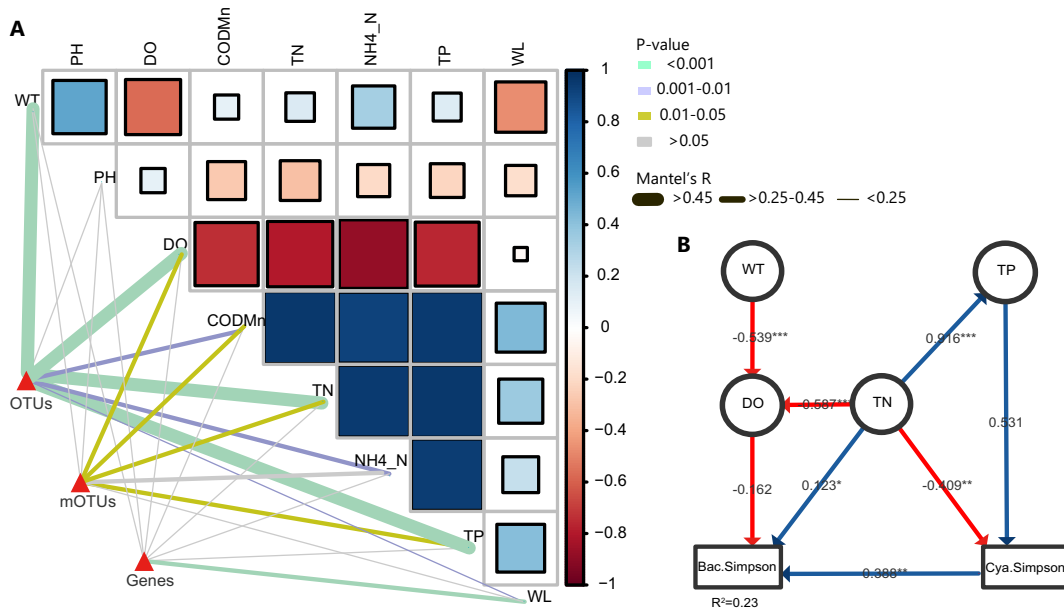 A
PH
DO
CODMn
TN
NH4_N
TP
WL
WT
PH
DO
CODMn
TN
NH4_N
TP
WL
OTUs
mOTUs
Genes
1
0.8
0.6
0.4
0.2
0
−0.2
−0.4
−0.6
−0.8
−1
P-value
<0.001
0.001-0.01
0.01-0.05
>0.05
Mantel's R
>0.45 >0.25-0.45 <0.25
B
WT
TP
-0.539***
0.916***
DO
0.587***
TN
0.531
-0.162
0.123*
-0.409**
Bac.Simpson
0.388**
Cya.Simpson
R²=0.23